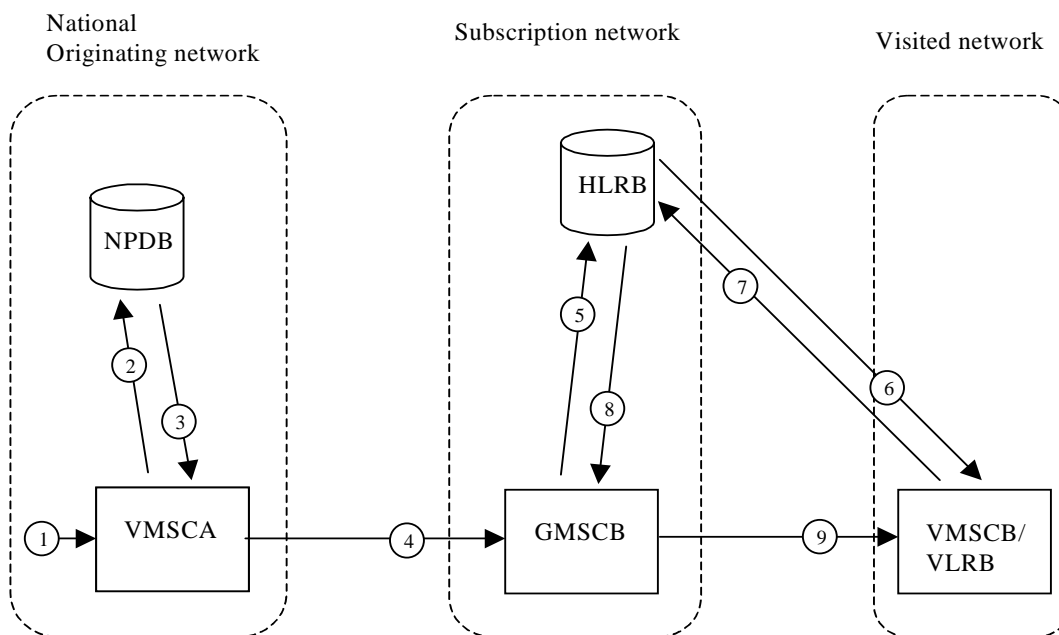 National
Originating network
Subscription network
Visited network
HLRB
NPDB
7
5
2
6
8
3
VMSCA
GMSCB
VMSCB/
VLRB
1
4
9